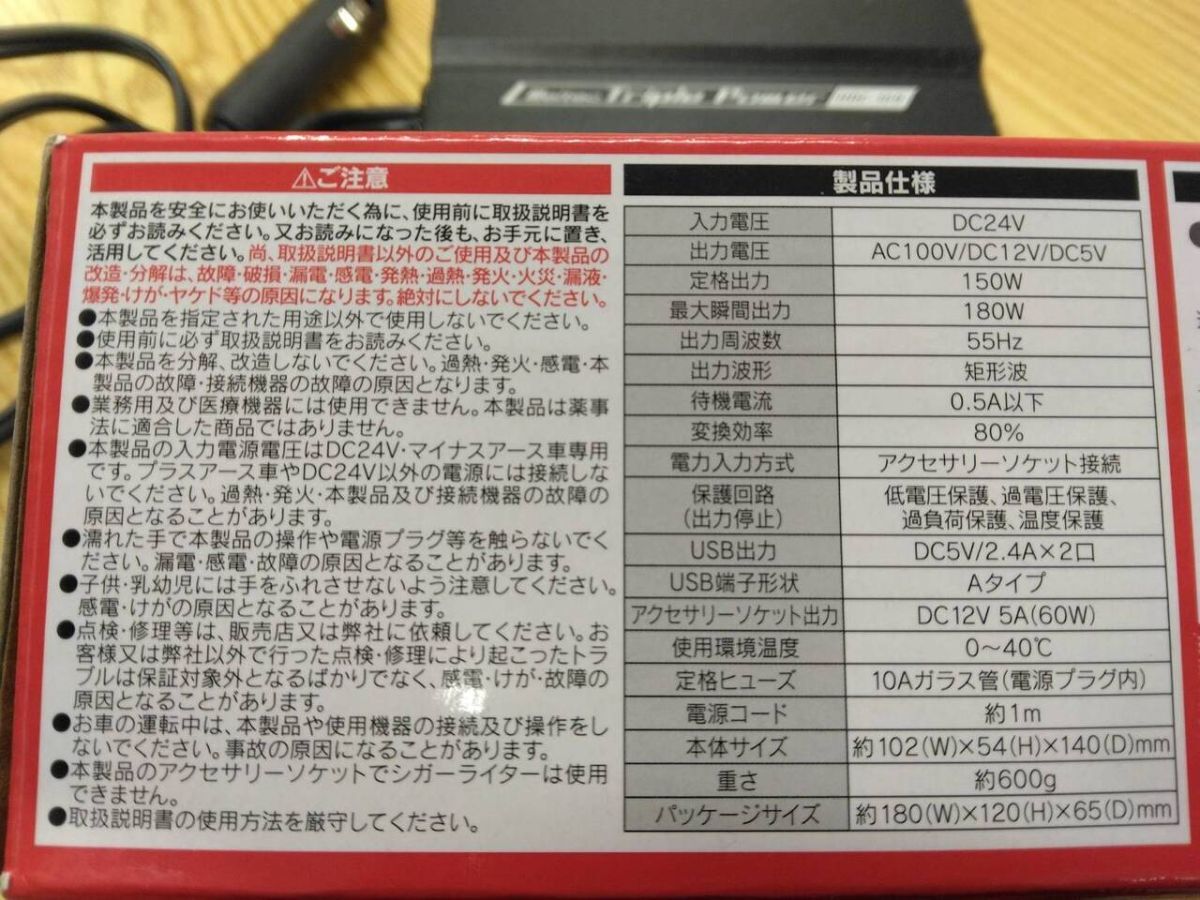 Triple Power
⚠ご注意
本製品を安全にお使いいただく為に、使用前に取扱説明書を
必ずお読みください。又お読みになった後も、お手元に置き、
活用してください。尚、取扱説明書以外のご使用及び本製品の
改造・分解は、故障・破損・漏電・感電・発熱・過熱・発火・火災・漏液・
爆発・けが・ヤケド等の原因になります。絶対にしないでください。
●本製品を指定された用途以外で使用しないでください。
●使用前に必ず取扱説明書をお読みください。
●本製品を分解、改造しないでください。過熱・発火・感電・本
製品の故障・接続機器の故障の原因となります。
●業務用及び医療機器には使用できません。本製品は薬事
法に適合した商品ではありません。
●本製品の入力電源電圧はDC24V・マイナスアース車専用
です。プラスアース車やDC24V以外の電源には接続しな
いでください。過熱・発火・本製品及び接続機器の故障の
原因となることがあります。
●濡れた手で本製品の操作や電源プラグ等を触らないでく
ださい。漏電・感電・故障の原因となることがあります。
●子供・乳幼児には手をふれさせないよう注意してください。
感電・けがの原因となることがあります。
●点検・修理等は、販売店又は弊社に依頼してください。お
客様又は弊社以外で行った点検・修理により起こったトラ
ブルは保証対象外となるばかりでなく、感電・けが・故障の
原因となることがあります。
●お車の運転中は、本製品や使用機器の接続及び操作をし
ないでください。事故の原因になることがあります。
●本製品のアクセサリーソケットでシガーライターは使用
できません。
●取扱説明書の使用方法を厳守してください。
製品仕様
入力電圧 DC24V
出力電圧 AC100V/DC12V/DC5V
定格出力 150W
最大瞬間出力 180W
出力周波数 55Hz
出力波形 矩形波
待機電流 0.5A以下
変換効率 80%
電力入力方式 アクセサリーソケット接続
保護回路 低電圧保護、過電圧保護、
(出力停止) 過負荷保護、温度保護
USB出力 DC5V/2.4A×2口
USB端子形状 Aタイプ
アクセサリーソケット出力 DC12V 5A(60W)
使用環境温度 0〜40℃
定格ヒューズ 10Aガラス管(電源プラグ内)
電源コード 約1m
本体サイズ 約102(W)×54(H)×140(D)mm
重さ 約600g
パッケージサイズ 約180(W)×120(H)×65(D)mm